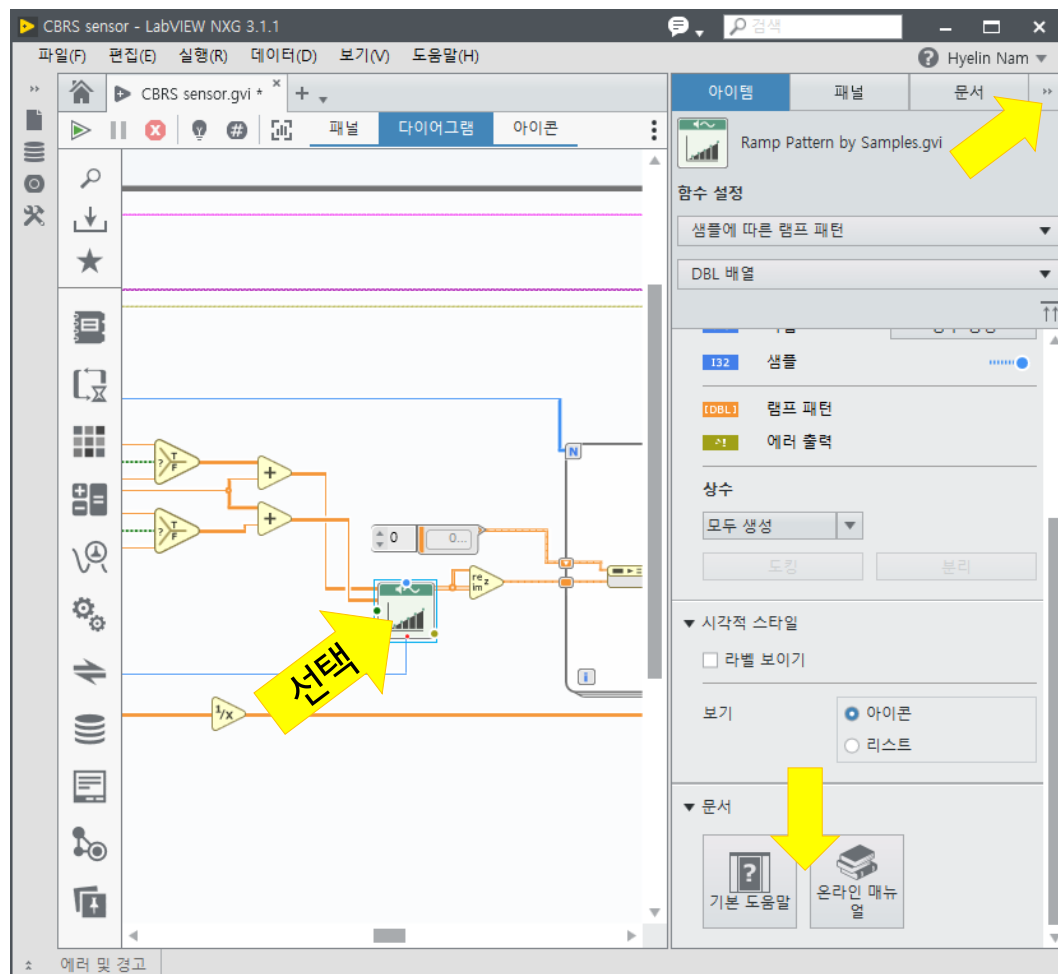 CBRS sensor - LabVIEW NXG 3.1.1
검색
파일(F) 편집(E) 실행(R) 데이터(D) 보기(V) 도움말(H)
Hyelin Nam
CBRS sensor.gvi *
패널 다이어그램 아이콘
아이템 패널 문서
Ramp Pattern by Samples.gvi
함수 설정
샘플에 따른 램프 패턴
DBL 배열
I32 샘플
[DBL] 램프 패턴
에러 출력
상수
모두 생성
도킹 분리
시각적 스타일
라벨 보이기
보기 아이콘
리스트
문서
기본 도움말
온라인 매뉴
얼
? T
F
+
? T
F
+
0 0...
re
im z
N
i
1/x
선택
에러 및 경고